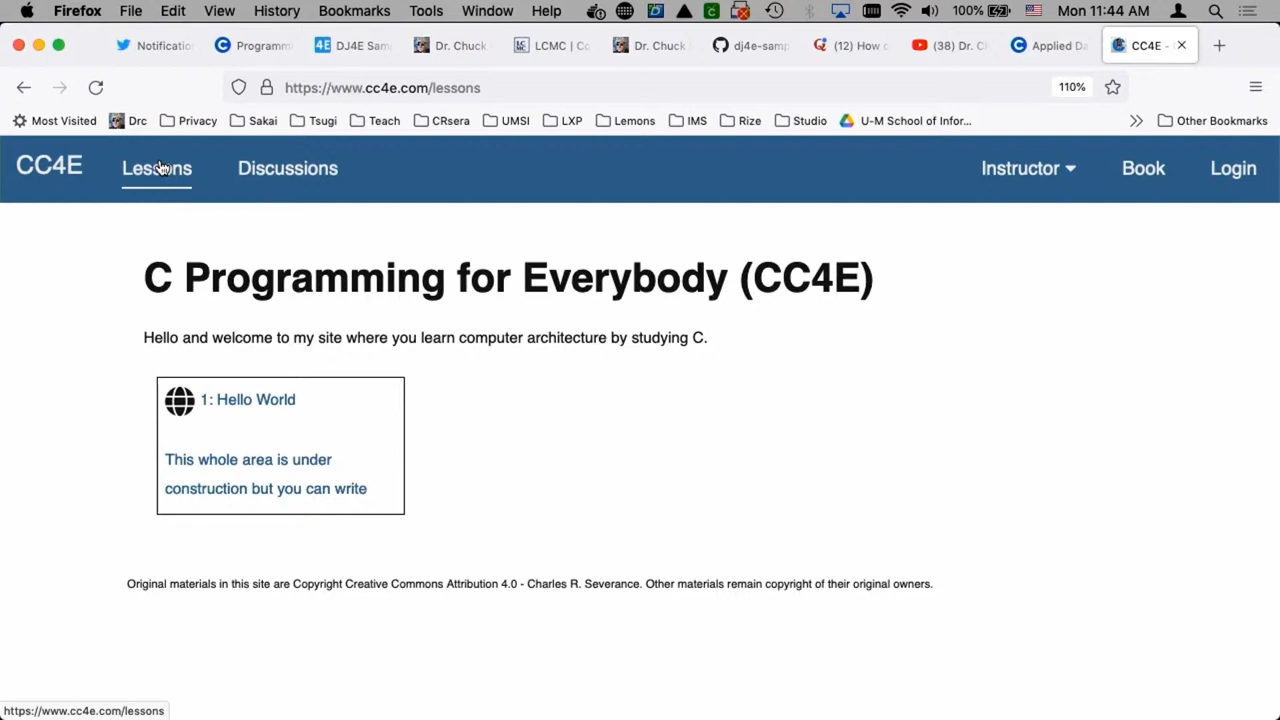 Firefox File Edit View History Bookmarks Tools Window Help 100% Mon 11:44 AM
Notificatio Programm DJ4E Sam Dr. Chuck LCMC | Co Dr. Chuck dj4e-samp (12) How c (38) Dr. Cl Applied Da CC4E -
https://www.cc4e.com/lessons 110%
Most Visited Drc Privacy Sakai Tsugi Teach CRsera UMSI LXP Lemons IMS Rize Studio U-M School of Infor... Other Bookmarks
CC4E Lessons Discussions Instructor Book Login
C Programming for Everybody (CC4E)
Hello and welcome to my site where you learn computer architecture by studying C.
1: Hello World
This whole area is under
construction but you can write
Original materials in this site are Copyright Creative Commons Attribution 4.0 - Charles R. Severance. Other materials remain copyright of their original owners.
https://www.cc4e.com/lessons